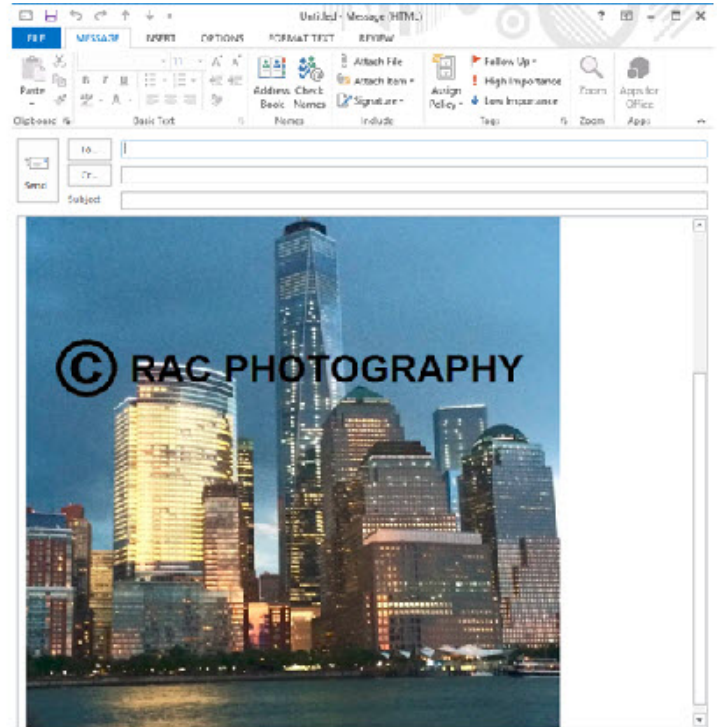 Untitled - Message (HTML)
FILE MESSAGE INSERT OPTIONS FORMAT TEXT REVIEW
Paste
B I U
Address Book
Check Names
Attach File
Attach Item
Signature
Assign Policy
Follow Up
High Importance
Low Importance
Zoom
Apps for Office
Clipboard Basic Text Names Include Tags Zoom Apps
Send
To...
Cc...
Subject
© RAC PHOTOGRAPHY